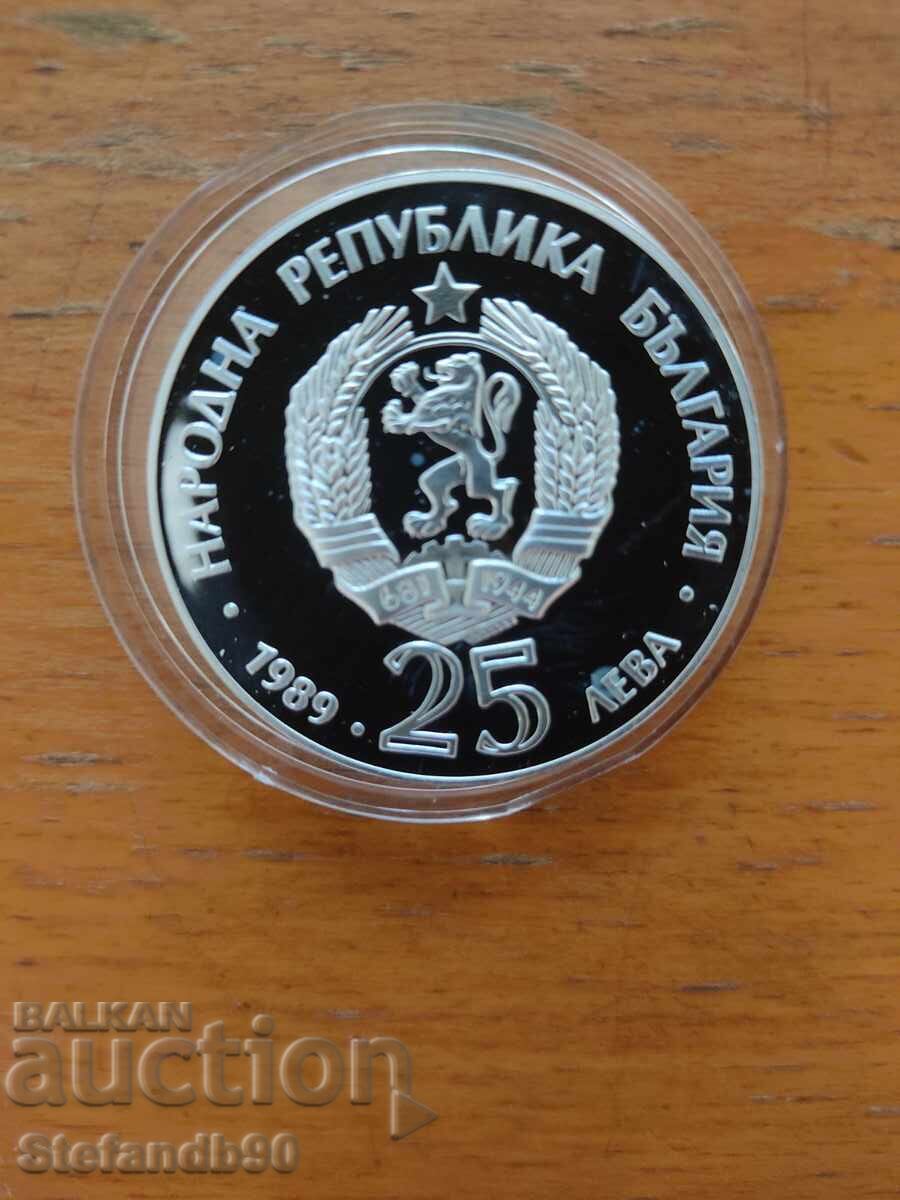 НАРОДНА РЕПУБЛИКА БЪЛГАРИЯ
681 1944
· 1989 · 25 ЛЕВА ·
BALKAN
auction
Stefandb90